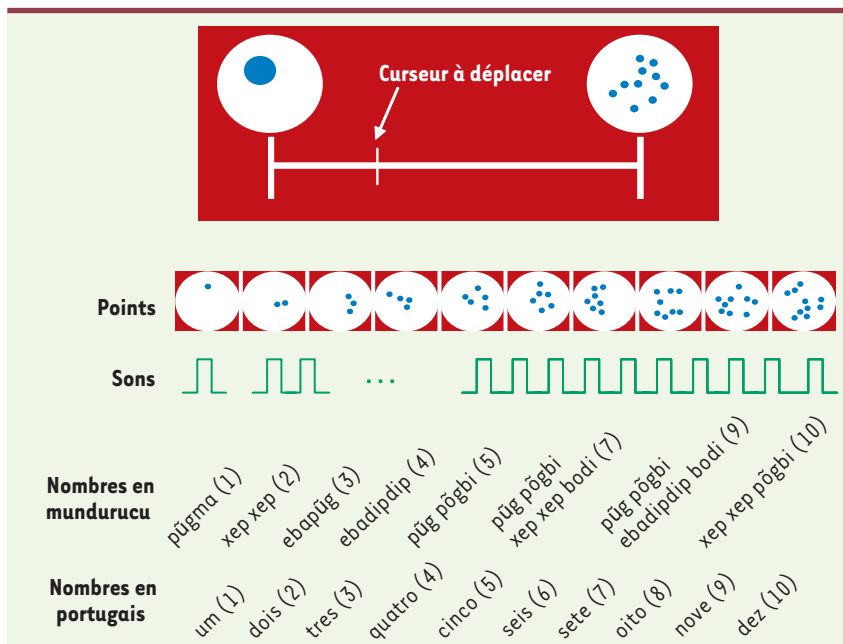 Curseur à déplacer
Points
Sons
...
Nombres en
mundurucu
pũgma (1)
xep xep (2)
ebapũg (3)
ebadipdip (4)
pũg põgbi (5)
pũg põgbi
xep xep bodi (7)
pũg põgbi
ebadipdip bodi (9)
xep xep põgbi (10)
Nombres en
portugais
um (1)
dois (2)
tres (3)
quatro (4)
cinco (5)
seis (6)
sete (7)
oito (8)
nove (9)
dez (10)